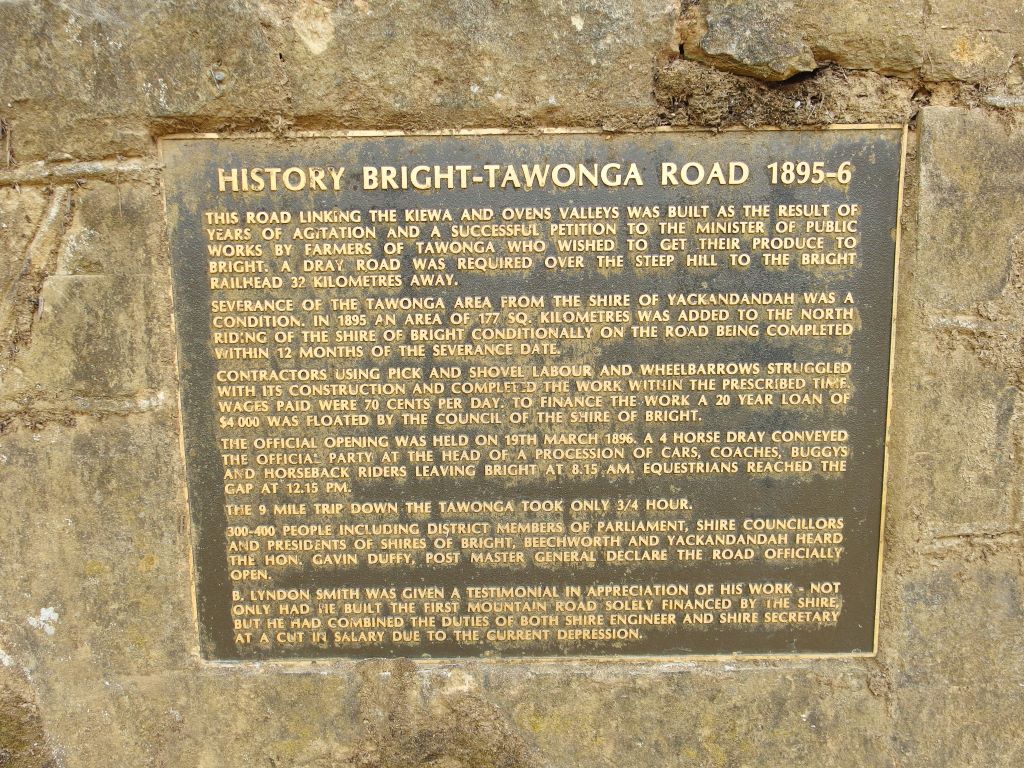 HISTORY BRIGHT-TAWONGA ROAD 1895-6
THIS ROAD LINKING THE KIEWA AND OVENS VALLEYS WAS BUILT AS THE RESULT OF
YEARS OF AGITATION AND A SUCCESSFUL PETITION TO THE MINISTER OF PUBLIC
WORKS BY FARMERS OF TAWONGA WHO WISHED TO GET THEIR PRODUCE TO
BRIGHT. A DRAY ROAD WAS REQUIRED OVER THE STEEP HILL TO THE BRIGHT
RAILHEAD 32 KILOMETRES AWAY.
SEVERANCE OF THE TAWONGA AREA FROM THE SHIRE OF YACKANDANDAH WAS A
CONDITION. IN 1895 AN AREA OF 177 SQ. KILOMETRES WAS ADDED TO THE NORTH
RIDING OF THE SHIRE OF BRIGHT CONDITIONALLY ON THE ROAD BEING COMPLETED
WITHIN 12 MONTHS OF THE SEVERANCE DATE.
CONTRACTORS USING PICK AND SHOVEL LABOUR AND WHEELBARROWS STRUGGLED
WITH ITS CONSTRUCTION AND COMPLETED THE WORK WITHIN THE PRESCRIBED TIME.
WAGES PAID WERE 70 CENTS PER DAY. TO FINANCE THE WORK A 20 YEAR LOAN OF
$4 000 WAS FLOATED BY THE COUNCIL OF THE SHIRE OF BRIGHT.
THE OFFICIAL OPENING WAS HELD ON 19TH MARCH 1896. A 4 HORSE DRAY CONVEYED
THE OFFICIAL PARTY AT THE HEAD OF A PROCESSION OF CARS, COACHES, BUGGYS
AND HORSEBACK RIDERS LEAVING BRIGHT AT 8.15 AM. EQUESTRIANS REACHED THE
GAP AT 12.15 PM.
THE 9 MILE TRIP DOWN THE TAWONGA TOOK ONLY 3/4 HOUR.
300-400 PEOPLE INCLUDING DISTRICT MEMBERS OF PARLIAMENT, SHIRE COUNCILLORS
AND PRESIDENTS OF SHIRES OF BRIGHT, BEECHWORTH AND YACKANDANDAH HEARD
THE HON. GAVIN DUFFY, POST MASTER GENERAL DECLARE THE ROAD OFFICIALLY
OPEN.
B. LYNDON SMITH WAS GIVEN A TESTIMONIAL IN APPRECIATION OF HIS WORK - NOT
ONLY HAD HE BUILT THE FIRST MOUNTAIN ROAD SOLELY FINANCED BY THE SHIRE,
BUT HE HAD COMBINED THE DUTIES OF BOTH SHIRE ENGINEER AND SHIRE SECRETARY
AT A CUT IN SALARY DUE TO THE CURRENT DEPRESSION.